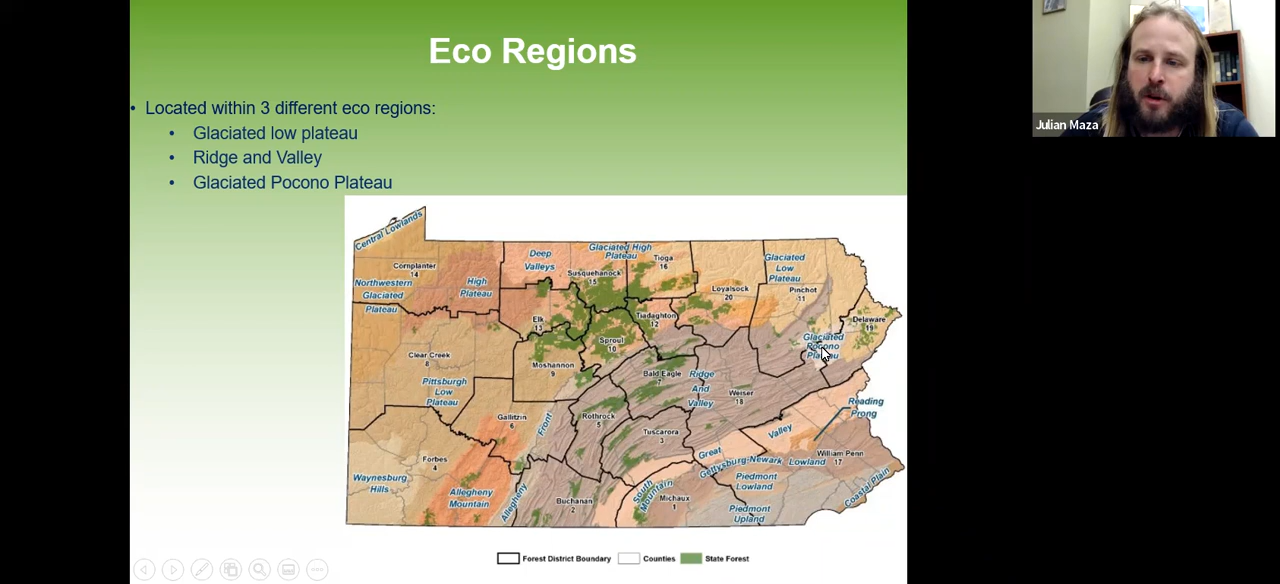 Eco Regions
• Located within 3 different eco regions:
• Glaciated low plateau
• Ridge and Valley
• Glaciated Pocono Plateau
Julian Maza
Central Lowlands
Cornplanter
14
Northwestern
Glaciated
Plateau
High
Plateau
Deep
Valleys
Susquehanock
15
Glaciated High
Plateau
Tioga
16
Glaciated
Low
Plateau
Pinchot
11
Loyalsock
20
Delaware
19
Elk
13
Tiadaghton
12
Sproul
10
Glaciated
Pocono
Plateau
Clear Creek
8
Moshannon
9
Bald Eagle
7
Ridge
And
Valley
Weiser
18
Pittsburgh
Low
Plateau
Gallitzin
6
Front
Rothrock
5
Tuscarora
3
Reading
Prong
Valley
Great
William Penn
17
Forbes
4
Gettysburg-Newark Lowland
Waynesburg
Hills
Allegheny
Mountain
Allegheny
Buchanan
2
South
Mountain
Michaux
1
Piedmont
Lowland
Piedmont
Upland
Coastal Plain
Forest District Boundary
Counties
State Forest